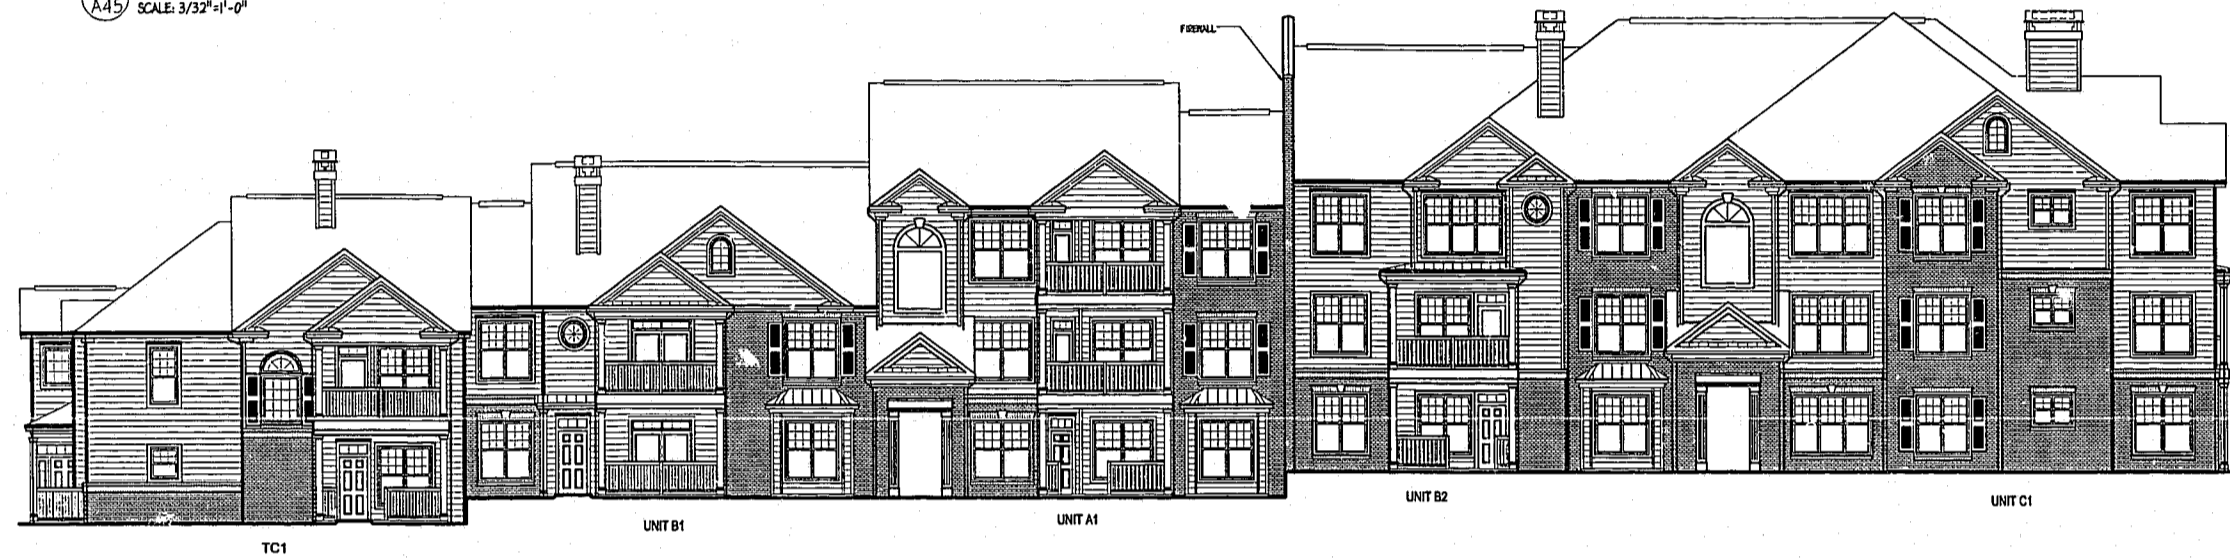 A45 SCALE: 3/32"=1'-0"
FIREWALL
TC1
UNIT B1
UNIT A1
UNIT B2
UNIT C1